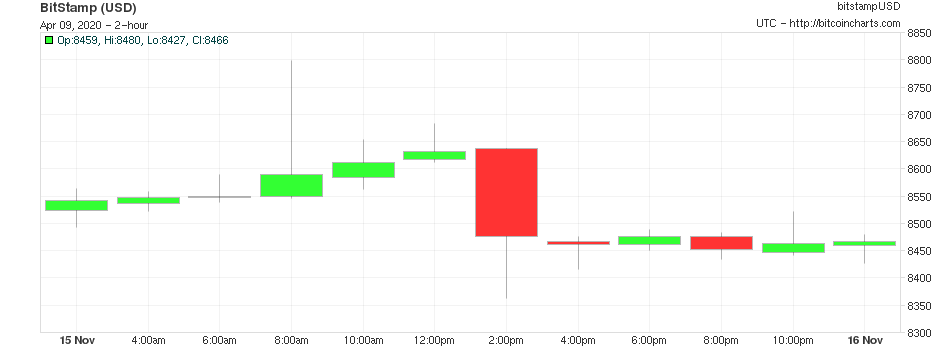 BitStamp (USD)
bitstampUSD
Apr 09, 2020 - 2-hour
UTC - http://bitcoincharts.com
Op:8459, Hi:8480, Lo:8427, Cl:8466
8850
8800
8750
8700
8650
8600
8550
8500
8450
8400
8350
8300
15 Nov 4:00am 6:00am 8:00am 10:00am 12:00pm 2:00pm 4:00pm 6:00pm 8:00pm 10:00pm 16 Nov